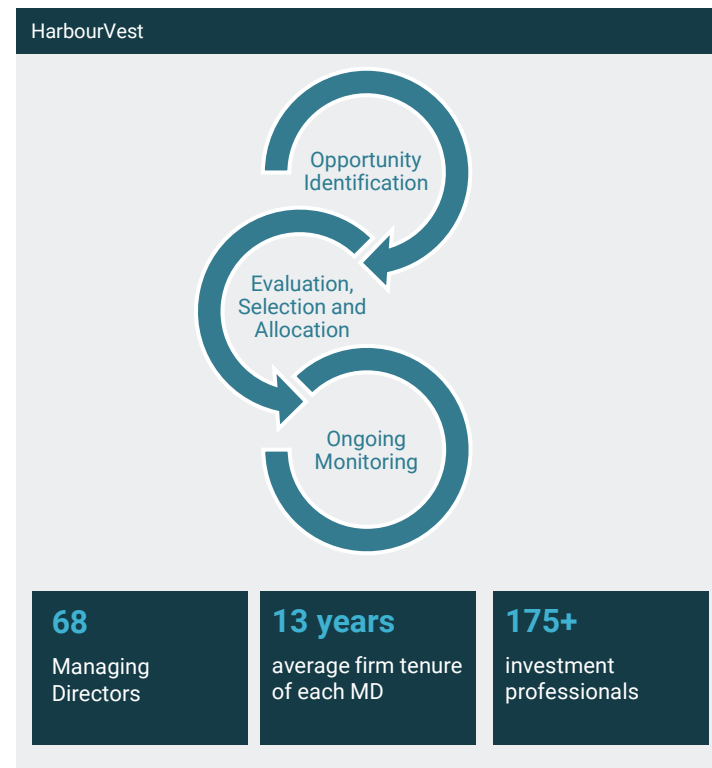 HarbourVest
Opportunity
Identification
Evaluation,
Selection and
Allocation
Ongoing
Monitoring
68
Managing
Directors
13 years
average firm tenure
of each MD
175+
investment
professionals